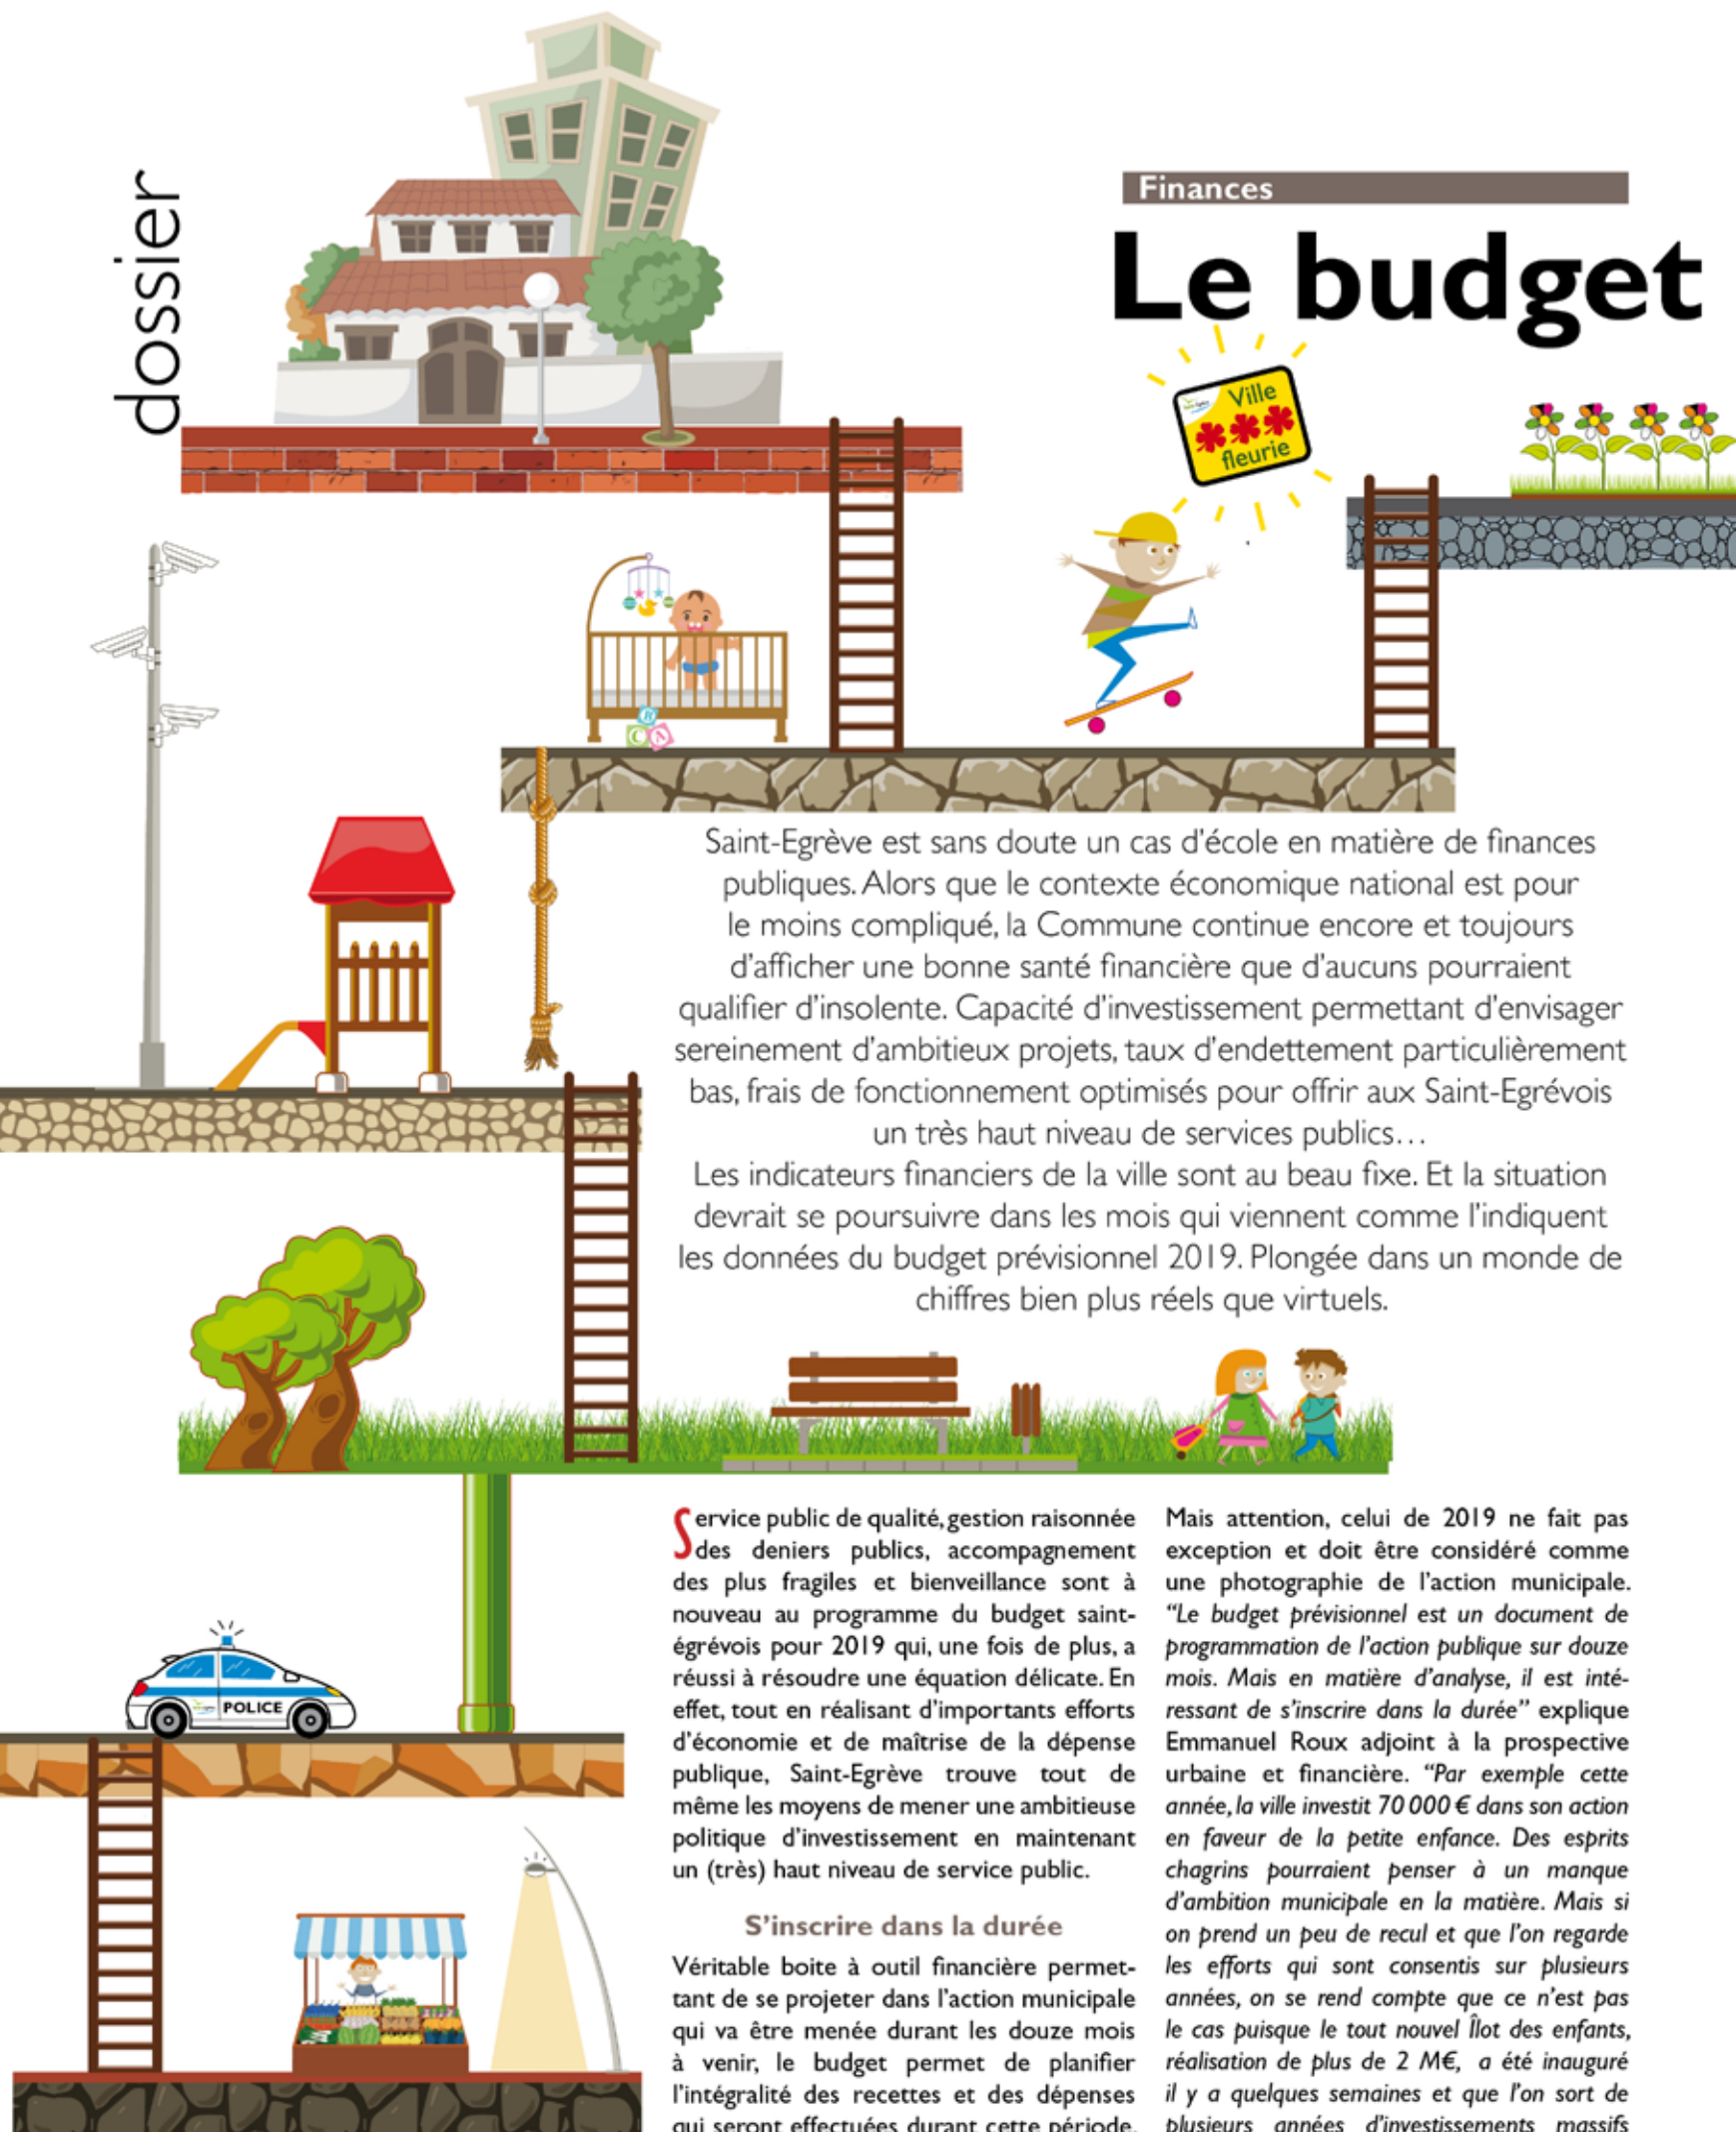 dossier
Finances
Le budget
Ville
fleurie
Saint-Egrève est sans doute un cas d'école en matière de finances
publiques. Alors que le contexte économique national est pour
le moins compliqué, la Commune continue encore et toujours
d'afficher une bonne santé financière que d'aucuns pourraient
qualifier d'insolente. Capacité d'investissement permettant d'envisager
sereinement d'ambitieux projets, taux d'endettement particulièrement
bas, frais de fonctionnement optimisés pour offrir aux Saint-Egrévois
un très haut niveau de services publics…
Les indicateurs financiers de la ville sont au beau fixe. Et la situation
devrait se poursuivre dans les mois qui viennent comme l'indiquent
les données du budget prévisionnel 2019. Plongée dans un monde de
chiffres bien plus réels que virtuels.
B
C A
POLICE
Service public de qualité, gestion raisonnée
des deniers publics, accompagnement
des plus fragiles et bienveillance sont à
nouveau au programme du budget saint-
égrévois pour 2019 qui, une fois de plus, a
réussi à résoudre une équation délicate. En
effet, tout en réalisant d'importants efforts
d'économie et de maîtrise de la dépense
publique, Saint-Egrève trouve tout de
même les moyens de mener une ambitieuse
politique d'investissement en maintenant
un (très) haut niveau de service public.
S'inscrire dans la durée
Véritable boite à outil financière permet-
tant de se projeter dans l'action municipale
qui va être menée durant les douze mois
à venir, le budget permet de planifier
l'intégralité des recettes et des dépenses
qui seront effectuées durant cette période.
Mais attention, celui de 2019 ne fait pas
exception et doit être considéré comme
une photographie de l'action municipale.
“Le budget prévisionnel est un document de
programmation de l'action publique sur douze
mois. Mais en matière d'analyse, il est inté-
ressant de s'inscrire dans la durée” explique
Emmanuel Roux adjoint à la prospective
urbaine et financière. “Par exemple cette
année, la ville investit 70 000 € dans son action
en faveur de la petite enfance. Des esprits
chagrins pourraient penser à un manque
d'ambition municipale en la matière. Mais si
on prend un peu de recul et que l'on regarde
les efforts qui sont consentis sur plusieurs
années, on se rend compte que ce n'est pas
le cas puisque le tout nouvel Îlot des enfants,
réalisation de plus de 2 M€, a été inauguré
il y a quelques semaines et que l'on sort de
plusieurs années d'investissements massifs